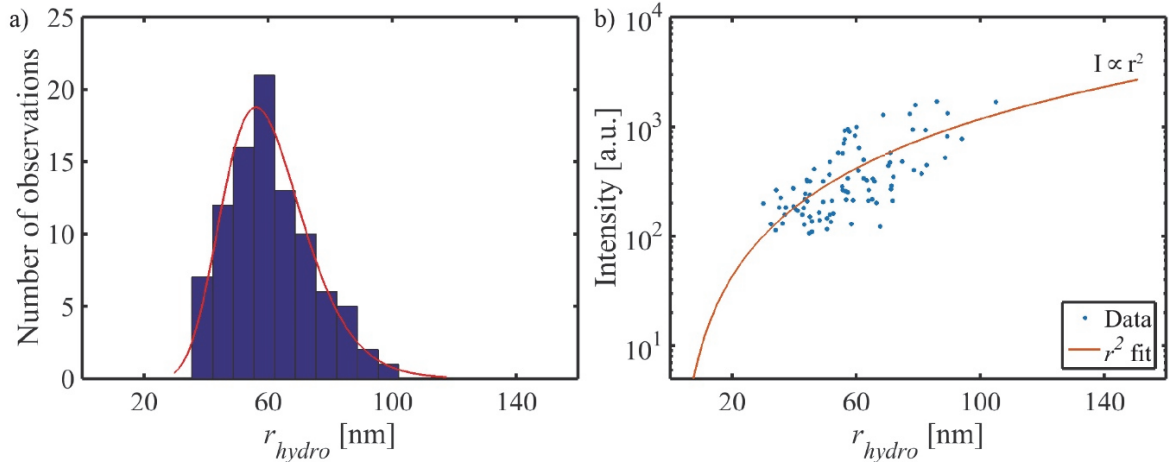 a)
Number of observations
25
20
15
10
5
0
20
60
100
140
r_hydro [nm]
b)
Intensity [a.u.]
10^4
10^3
10^2
10^1
I ∝ r^2
Data
r^2 fit
20
60
100
140
r_hydro [nm]